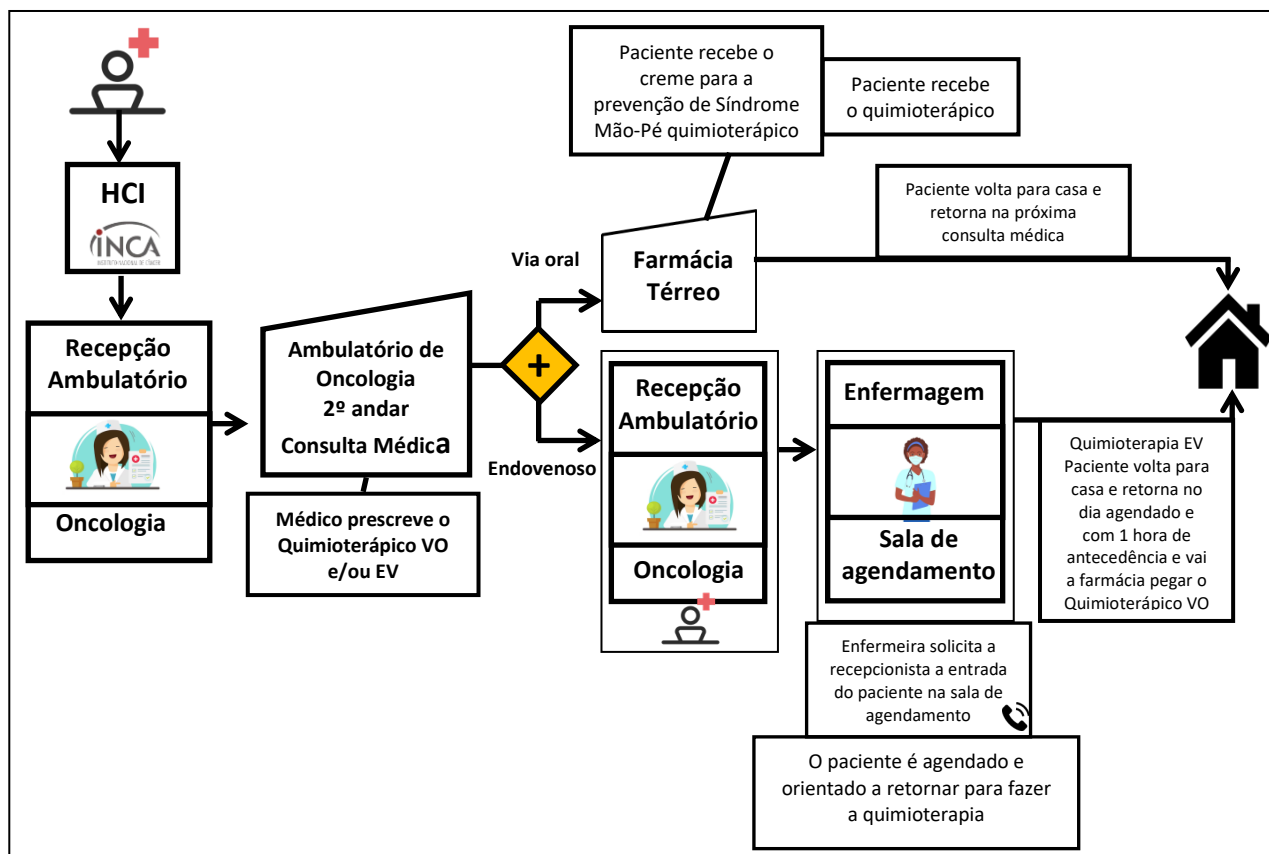 HCI
INCA
INSTITUTO NACIONAL DE CÂNCER
Recepção
Ambulatório
Oncologia
Ambulatório de
Oncologia
2º andar
Consulta Médica
Médico prescreve o
Quimioterápico VO
e/ou EV
Via oral
Endovenoso
Paciente recebe o
creme para a
prevenção de Síndrome
Mão-Pé quimioterápico
Paciente recebe
o quimioterápico
Farmácia
Térreo
Paciente volta para casa e
retorna na próxima
consulta médica
Recepção
Ambulatório
Oncologia
Enfermagem
Sala de
agendamento
Enfermeira solicita a
recepcionista a entrada
do paciente na sala de
agendamento
O paciente é agendado e
orientado a retornar para fazer
a quimioterapia
Quimioterapia EV
Paciente volta para
casa e retorna no
dia agendado e
com 1 hora de
antecedência e vai
a farmácia pegar o
Quimioterápico VO